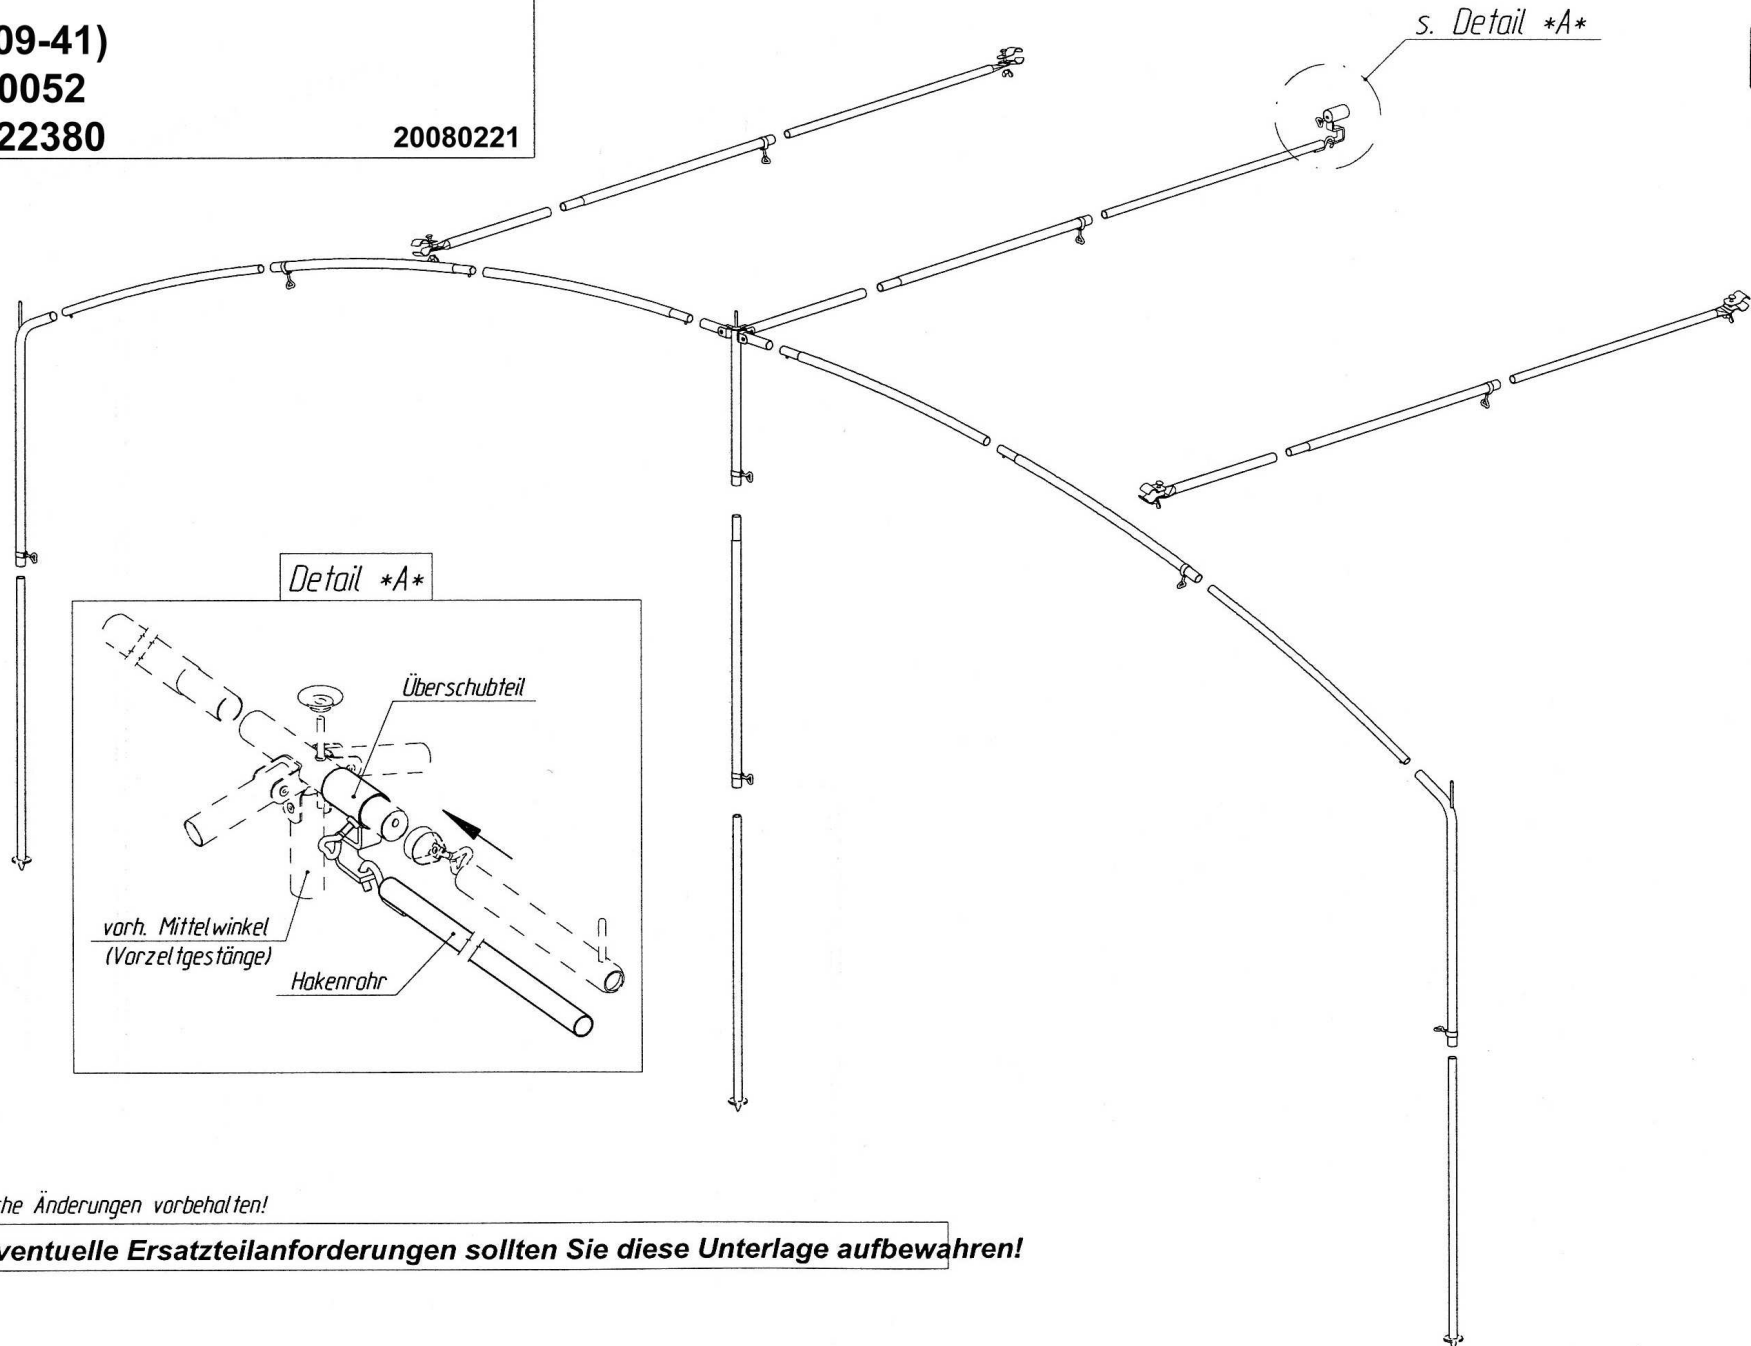 09-41)
0052
22380
20080221
s. Detail *A*
Detail *A*
Überschubteil
vorh. Mittelwinkel
(Vorzeltgestänge)
Hakenrohr
che Änderungen vorbehalten!
ventuelle Ersatzteilanforderungen sollten Sie diese Unterlage aufbewahren!